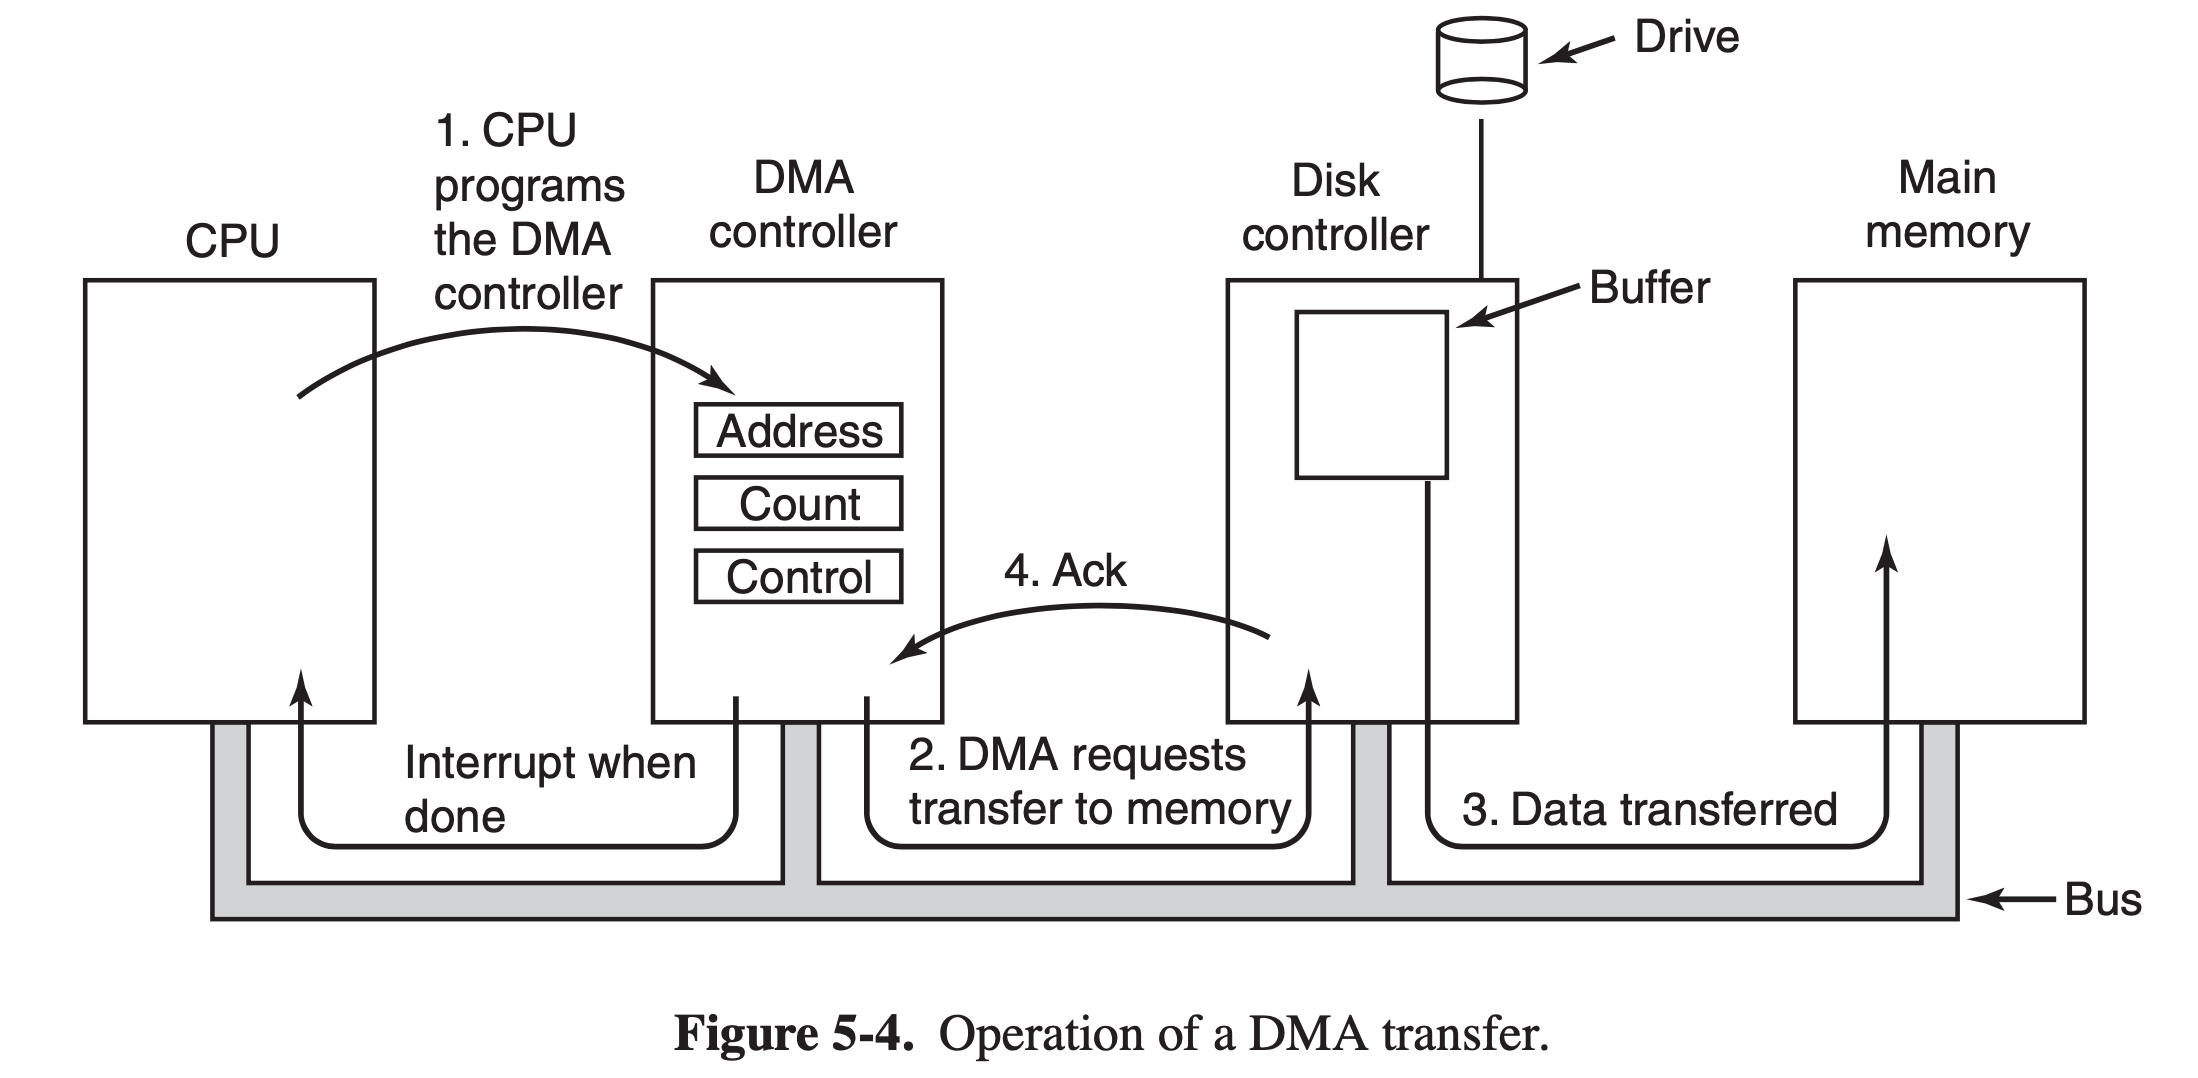 Drive
1. CPU
programs
the DMA
controller
CPU
DMA
controller
Disk
controller
Main
memory
Buffer
Address
Count
Control
4. Ack
Interrupt when
done
2. DMA requests
transfer to memory
3. Data transferred
Bus
Figure 5-4. Operation of a DMA transfer.